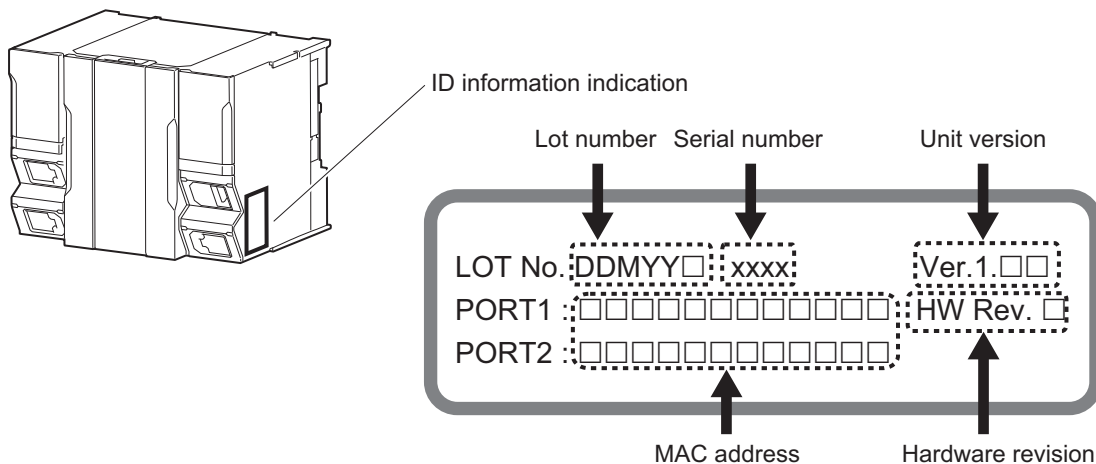 ID information indication
Lot number Serial number Unit version
LOT No. DDMYY□ xxxx Ver.1.□□
PORT1 : □□□□□□□□□□□□ HW Rev. □
PORT2 : □□□□□□□□□□□□
MAC address Hardware revision